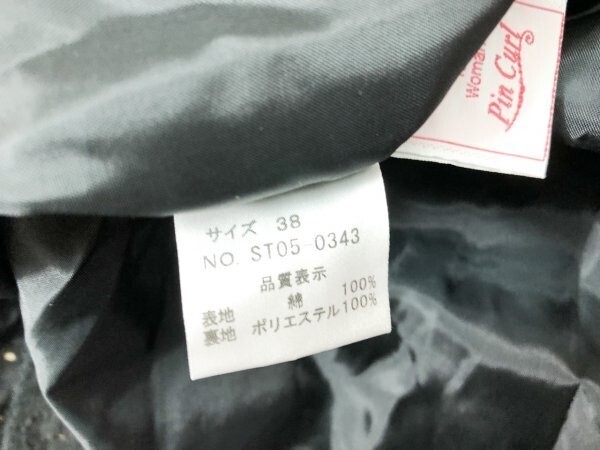 Woman
Pin Curl
サイズ 38
NO. ST05-0343
品質表示
表地 綿 100%
裏地 ポリエステル100%